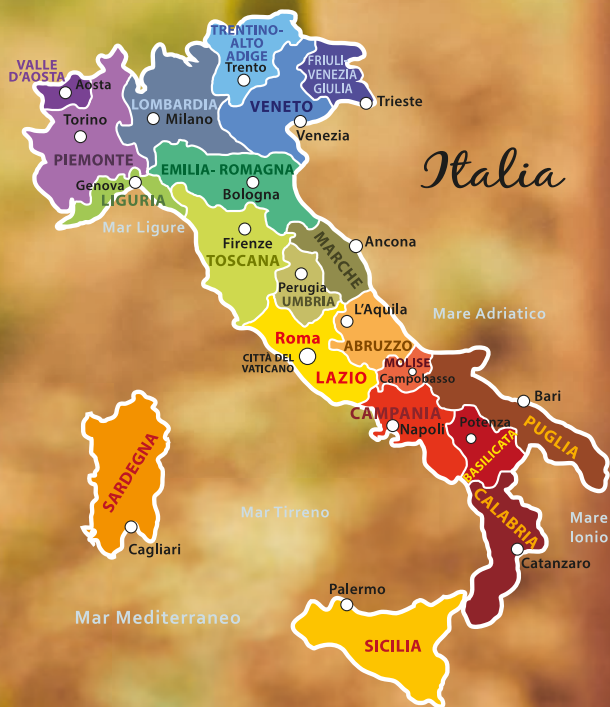 TRENTINO-
ALTO
ADIGE
Trento
FRIULI-
VENEZIA
GIULIA
VALLE
D'AOSTA
Aosta
LOMBARDIA
Milano
VENETO
Trieste
Torino
Venezia
PIEMONTE
EMILIA- ROMAGNA
Italia
Genova
Bologna
LIGURIA
Mar Ligure
Firenze
MARCHE
Ancona
TOSCANA
Perugia
UMBRIA
L'Aquila
Mare Adriatico
Roma
ABRUZZO
CITTÀ DEL
VATICANO
MOLISE
LAZIO
Campobasso
Bari
CAMPANIA
Napoli
Potenza
PUGLIA
SARDEGNA
BASILICATA
Mar Tirreno
CALABRIA
Mare
Ionio
Cagliari
Catanzaro
Palermo
Mar Mediterraneo
SICILIA